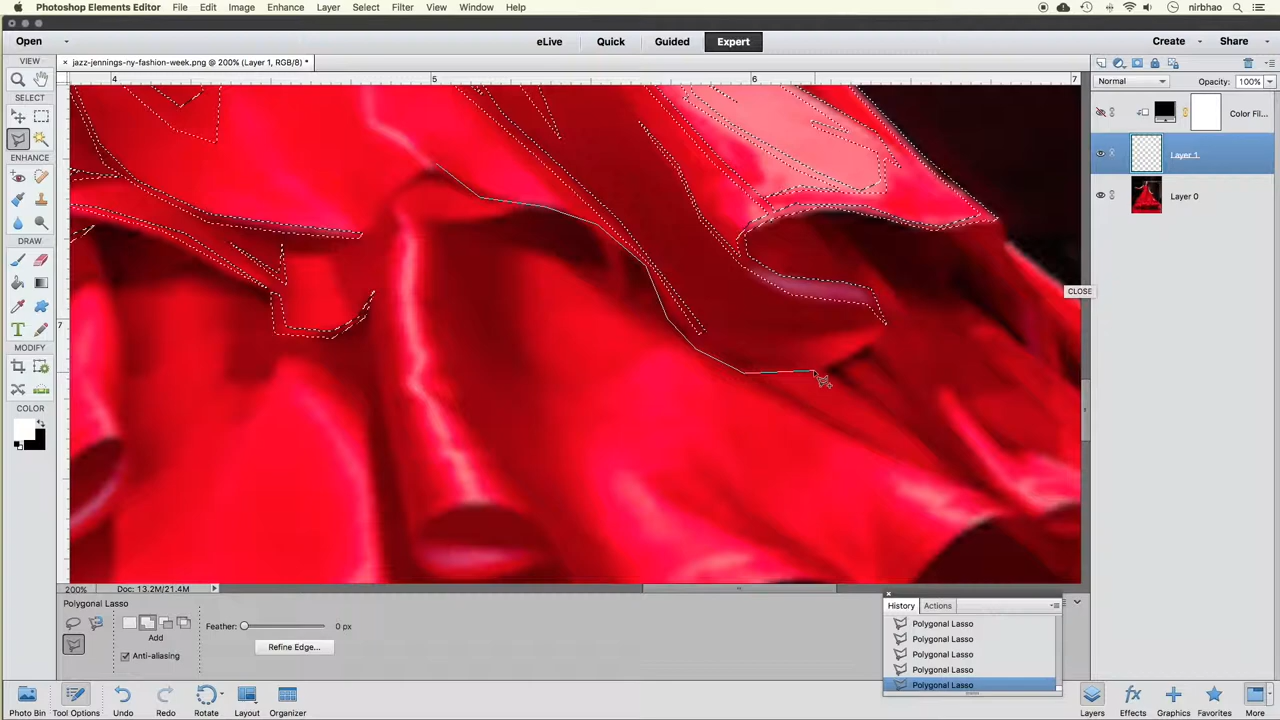 Photoshop Elements Editor File Edit Image Enhance Layer Select Filter View Window Help nirbhao
Open eLive Quick Guided Expert Create Share
VIEW
jazz-jennings-ny-fashion-week.png @ 200% (Layer 1, RGB/8) *
4 5 6 7
Normal Opacity: 100%
SELECT
Color Fil...
ENHANCE
Layer 1
Layer 0
DRAW
CLOSE
7
T
MODIFY
COLOR
200% Doc: 13.2M/21.4M
Polygonal Lasso
History Actions
Add
Feather: 0 px
Refine Edge...
Anti-aliasing
Polygonal Lasso
Polygonal Lasso
Polygonal Lasso
Polygonal Lasso
Polygonal Lasso
Photo Bin Tool Options Undo Redo Rotate Layout Organizer Layers Effects Graphics Favorites More
fx